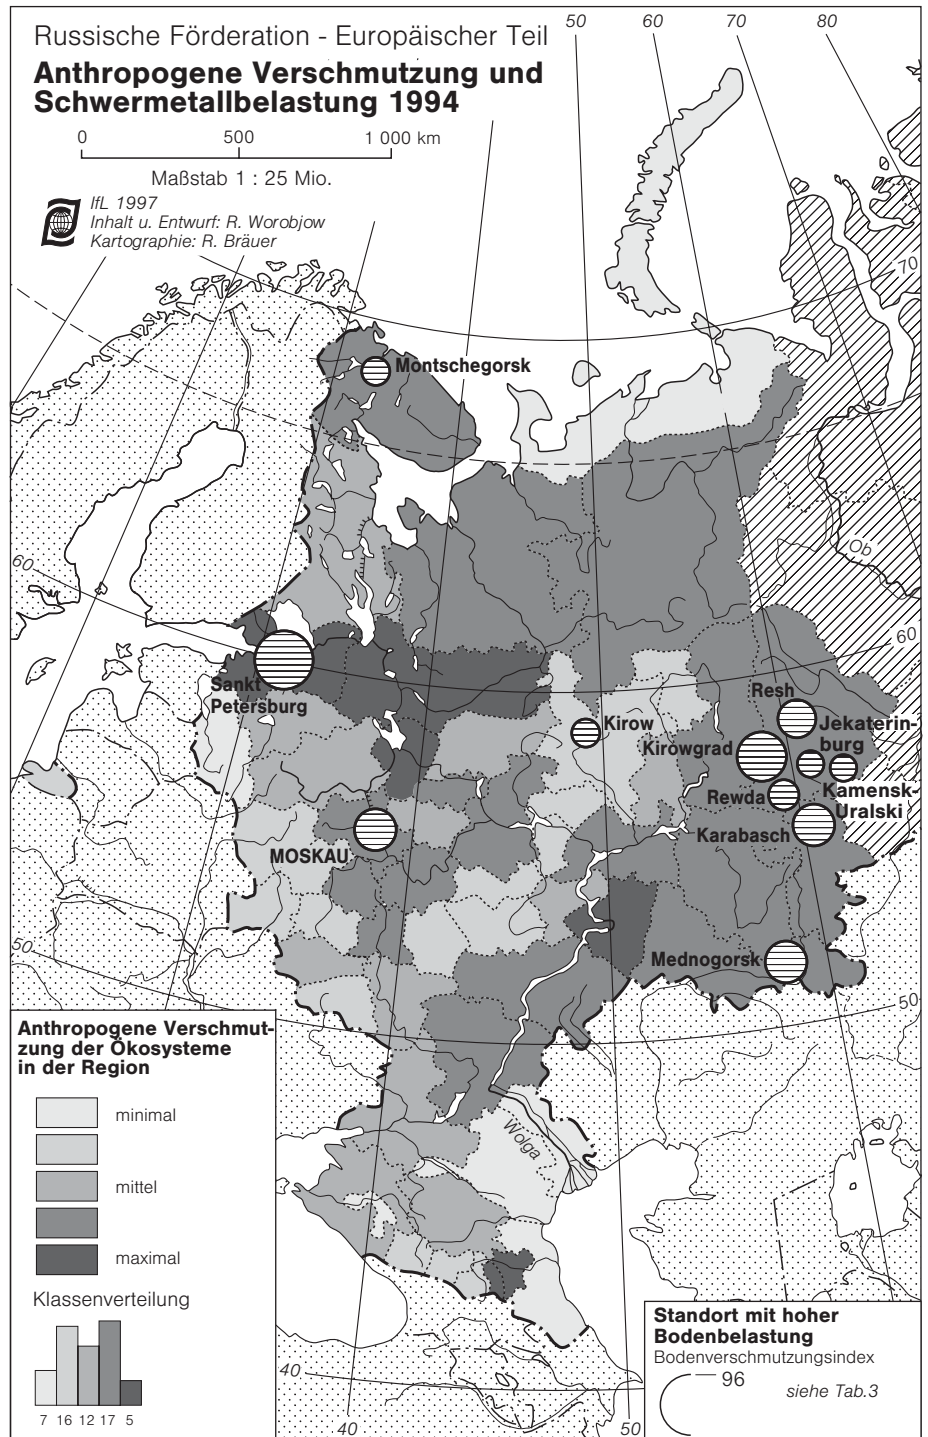 50 60 70 80
Russische Förderation - Europäischer Teil
Anthropogene Verschmutzung und
Schwermetallbelastung 1994
0 500 1 000 km
Maßstab 1 : 25 Mio.
IfL 1997
Inhalt u. Entwurf: R. Worobjow
Kartographie: R. Bräuer
70
Montschegorsk
Ob
60
60
Sankt
Petersburg
Resh
Kirow
Jekaterin-
burg
Kirowgrad
Rewda
Kamensk-
Uralski
Karabasch
MOSKAU
50
Mednogorsk
50
Wolga
Anthropogene Verschmut-
zung der Ökosysteme
in der Region
minimal
mittel
maximal
Klassenverteilung
7 16 12 17 5
40
40
50
Standort mit hoher
Bodenbelastung
Bodenverschmutzungsindex
96
siehe Tab.3